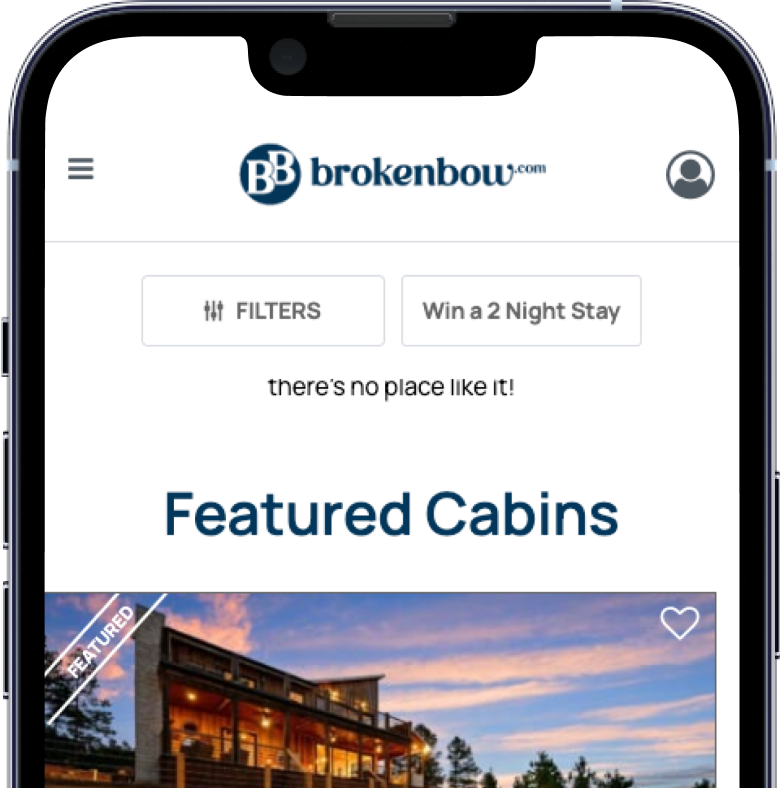 BB brokenbow.com
FILTERS Win a 2 Night Stay
there's no place like it!
Featured Cabins
FEATURED